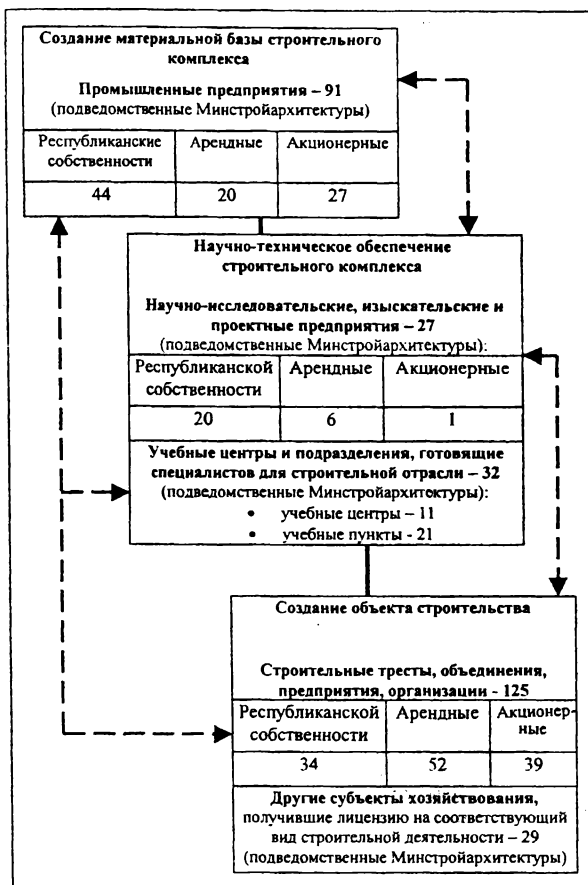 Создание материальной базы строительного
комплекса
Промышленные предприятия – 91
(подведомственные Минстройархитектуры)
Республиканские
собственности
Арендные
Акционерные
44
20
27
Научно-техническое обеспечение
строительного комплекса
Научно-исследовательские, изыскательские и
проектные предприятия – 27
(подведомственные Минстройархитектуры):
Республиканской
собственности
Арендные
Акционерные
20
6
1
Учебные центры и подразделения, готовящие
специалистов для строительной отрасли – 32
(подведомственные Минстройархитектуры):
• учебные центры – 11
• учебные пункты - 21
Создание объекта строительства
Строительные тресты, объединения,
предприятия, организации - 125
Республиканской
собственности
Арендные
Акционер-
ные
34
52
39
Другие субъекты хозяйствования,
получившие лицензию на соответствующий
вид строительной деятельности – 29
(подведомственные Минстройархитектуры)